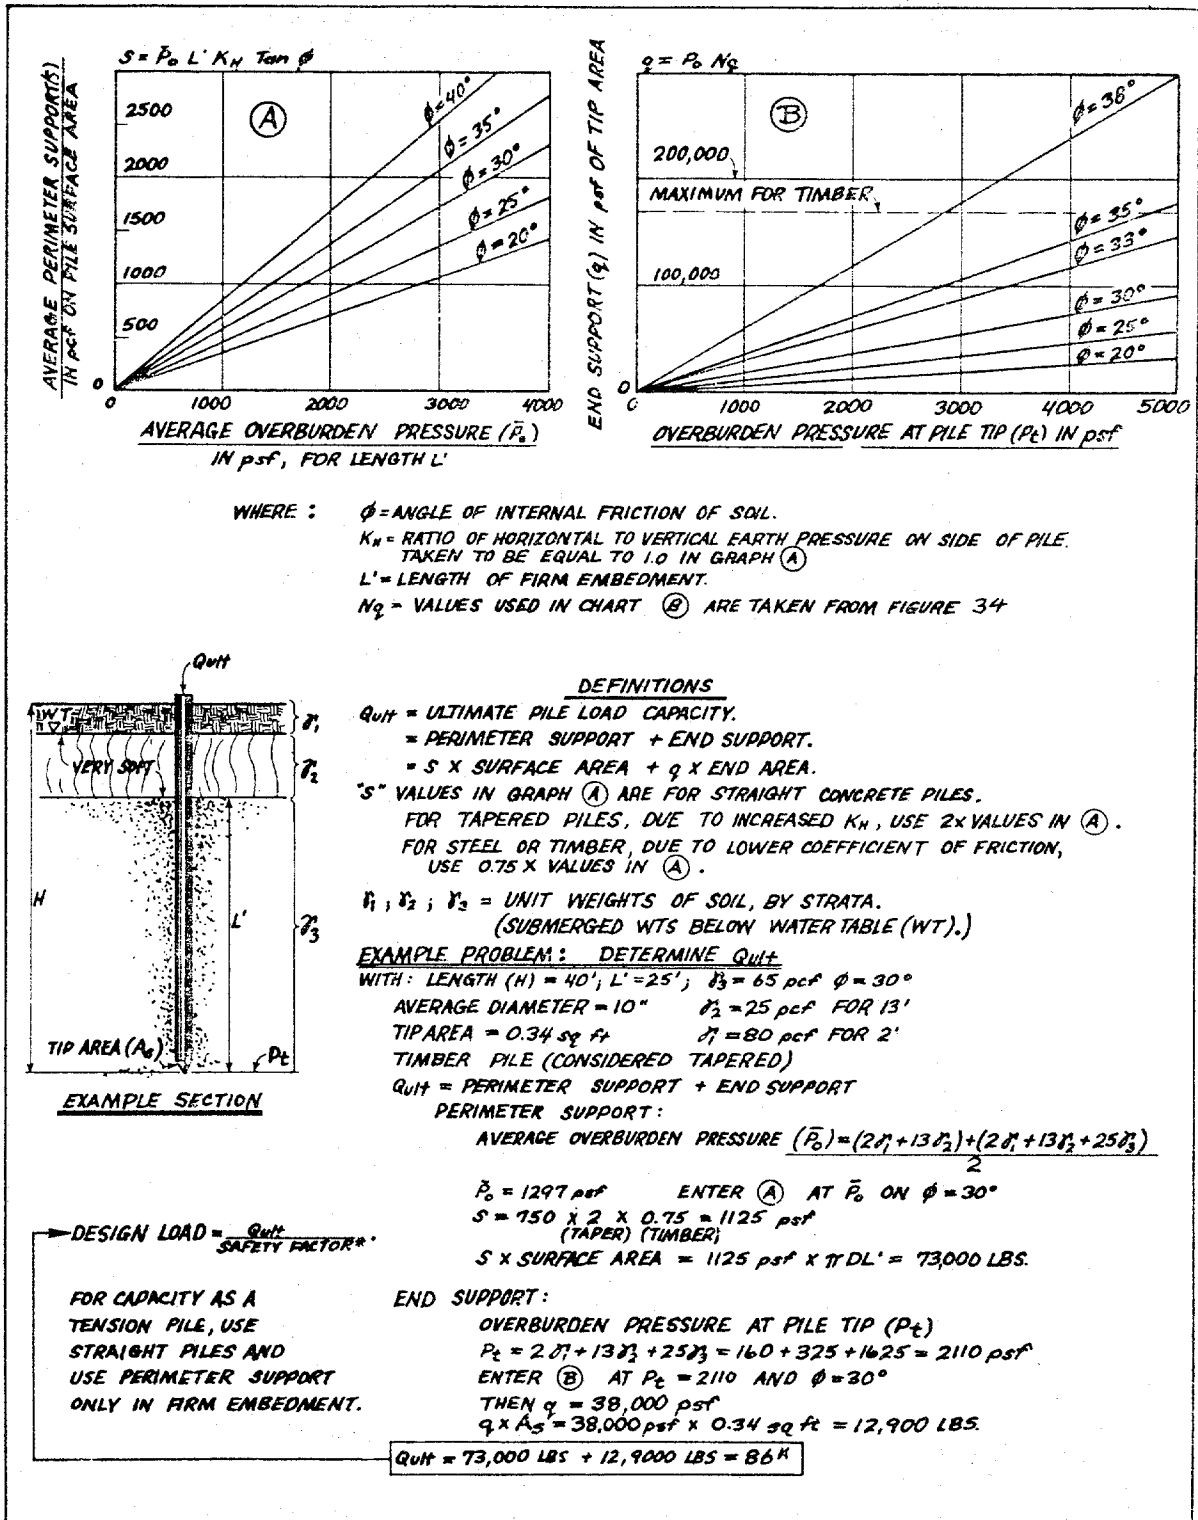 S = P̄o L' KH Tan φ
AVERAGE PERIMETER SUPPORT(S)
IN pcf ON PILE SURFACE AREA
2500
2000
1500
1000
500
0
A
φ=40°
φ=35°
φ=30°
φ=25°
φ=20°
0 1000 2000 3000 4000
AVERAGE OVERBURDEN PRESSURE (P̄o)
IN psf, FOR LENGTH L'
q = Po Nq
END SUPPORT (q) IN psf OF TIP AREA
200,000
MAXIMUM FOR TIMBER
100,000
0
B
φ=38°
φ=35°
φ=33°
φ=30°
φ=25°
φ=20°
1000 2000 3000 4000 5000
OVERBURDEN PRESSURE AT PILE TIP (Pt) IN psf
WHERE : φ = ANGLE OF INTERNAL FRICTION OF SOIL.
KH = RATIO OF HORIZONTAL TO VERTICAL EARTH PRESSURE ON SIDE OF PILE.
TAKEN TO BE EQUAL TO 1.0 IN GRAPH A
L' = LENGTH OF FIRM EMBEDMENT.
Nq = VALUES USED IN CHART B ARE TAKEN FROM FIGURE 34
Qult
WT
VERY SOFT
γ1
γ2
γ3
H
L'
TIP AREA (As)
Pt
EXAMPLE SECTION
DEFINITIONS
Qult = ULTIMATE PILE LOAD CAPACITY.
= PERIMETER SUPPORT + END SUPPORT.
= S X SURFACE AREA + q X END AREA.
"S" VALUES IN GRAPH A ARE FOR STRAIGHT CONCRETE PILES.
FOR TAPERED PILES, DUE TO INCREASED KH, USE 2x VALUES IN A.
FOR STEEL OR TIMBER, DUE TO LOWER COEFFICIENT OF FRICTION,
USE 0.75 X VALUES IN A.
γ1 ; γ2 ; γ3 = UNIT WEIGHTS OF SOIL, BY STRATA.
(SUBMERGED WTS BELOW WATER TABLE (WT).)
EXAMPLE PROBLEM: DETERMINE Qult
WITH: LENGTH (H) = 40'; L'=25'; γ3 = 65 pcf φ = 30°
AVERAGE DIAMETER = 10" γ2 = 25 pcf FOR 13'
TIP AREA = 0.34 sq ft γ1 = 80 pcf FOR 2'
TIMBER PILE (CONSIDERED TAPERED)
Qult = PERIMETER SUPPORT + END SUPPORT
PERIMETER SUPPORT:
AVERAGE OVERBURDEN PRESSURE (P̄o) = (2γ1 + 13γ2) + (2γ1 + 13γ2 + 25γ3)
2
P̄o = 1297 psf ENTER A AT P̄o ON φ = 30°
S = 750 X 2 X 0.75 = 1125 psf
(TAPER) (TIMBER)
S X SURFACE AREA = 1125 psf x π DL' = 73,000 LBS.
DESIGN LOAD = Qult
SAFETY FACTOR*.
FOR CAPACITY AS A
TENSION PILE, USE
STRAIGHT PILES AND
USE PERIMETER SUPPORT
ONLY IN FIRM EMBEDMENT.
END SUPPORT:
OVERBURDEN PRESSURE AT PILE TIP (Pt)
Pt = 2γ1 + 13γ2 + 25γ3 = 160 + 325 + 1625 = 2110 psf
ENTER B AT Pt = 2110 AND φ = 30°
THEN q = 38,000 psf
q x As = 38,000 psf x 0.34 sq ft = 12,900 LBS.
Qult = 73,000 LBS + 12,9000 LBS = 86K